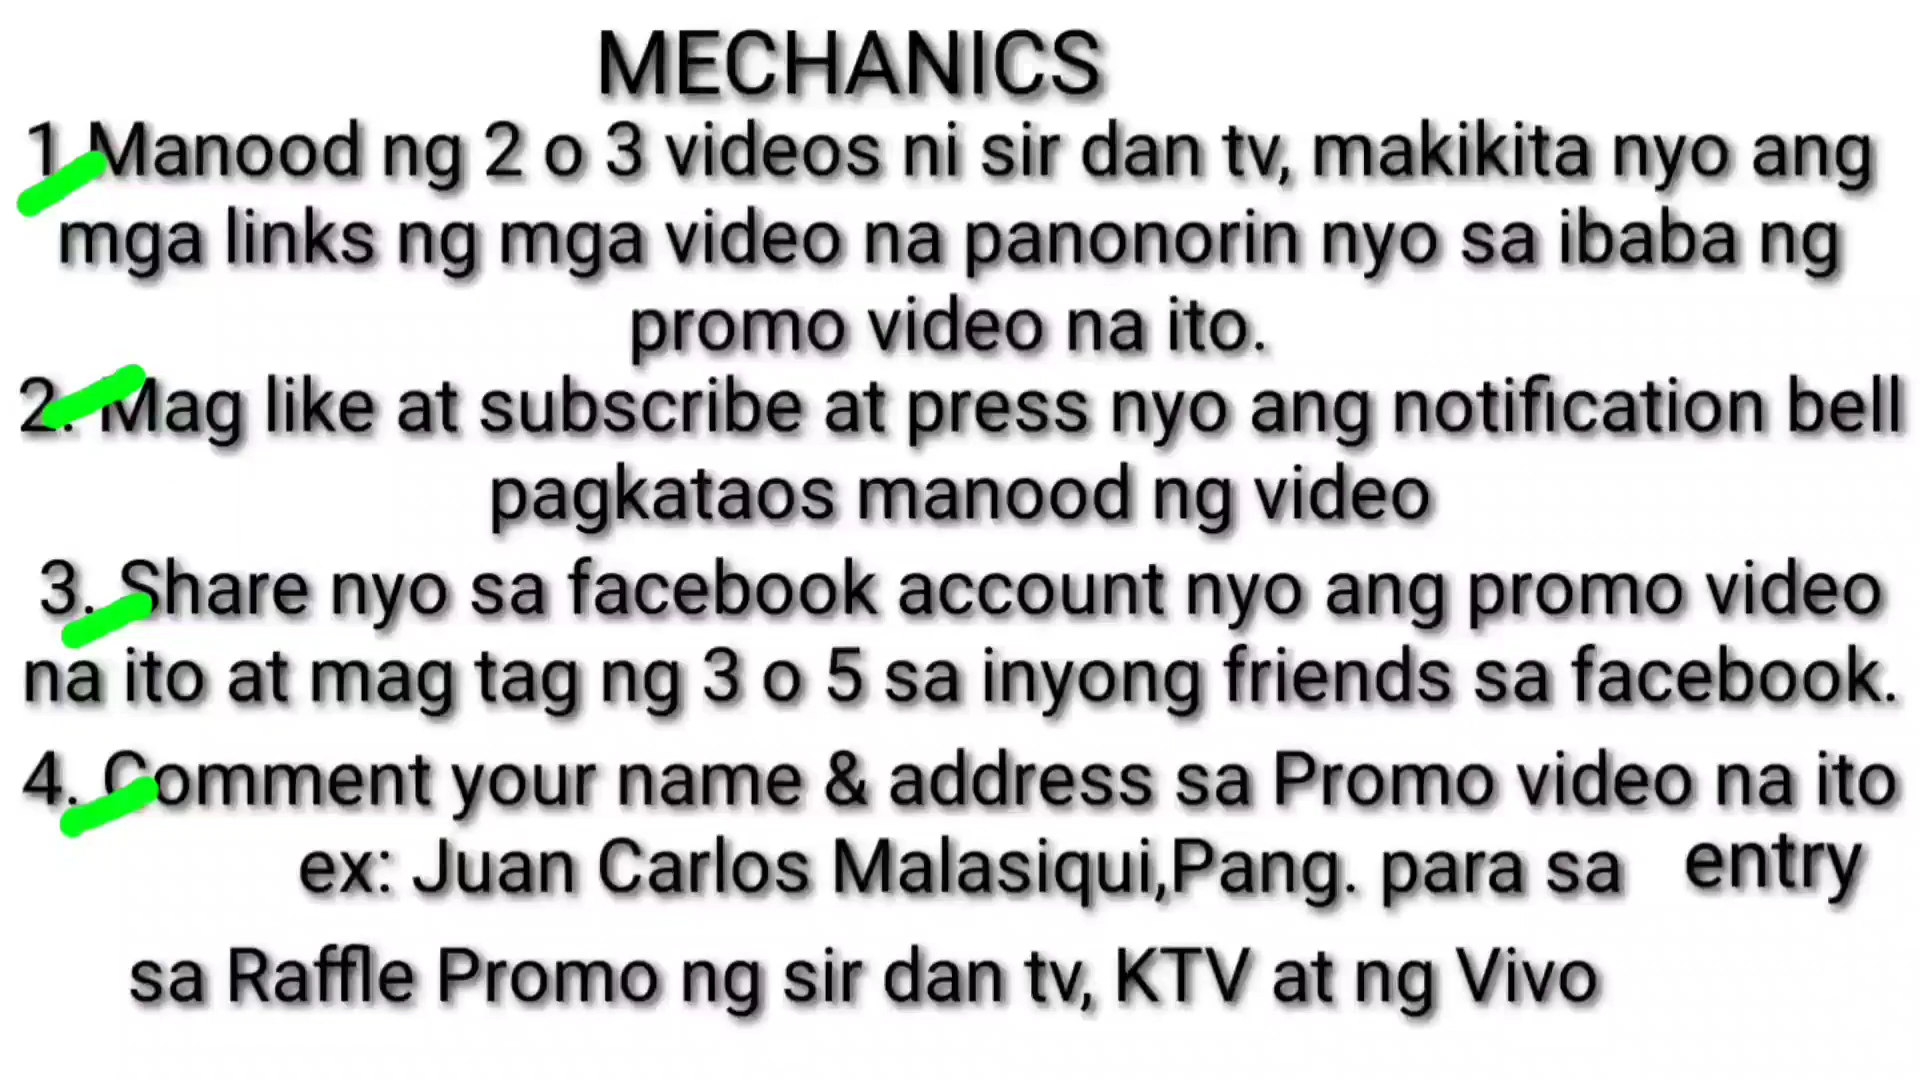 MECHANICS
1 Manood ng 2 o 3 videos ni sir dan tv, makikita nyo ang
mga links ng mga video na panonorin nyo sa ibaba ng
promo video na ito.
2. Mag like at subscribe at press nyo ang notification bell
pagkataos manood ng video
3. Share nyo sa facebook account nyo ang promo video
na ito at mag tag ng 3 o 5 sa inyong friends sa facebook.
4. Comment your name & address sa Promo video na ito
ex: Juan Carlos Malasiqui,Pang. para sa entry
sa Raffle Promo ng sir dan tv, KTV at ng Vivo